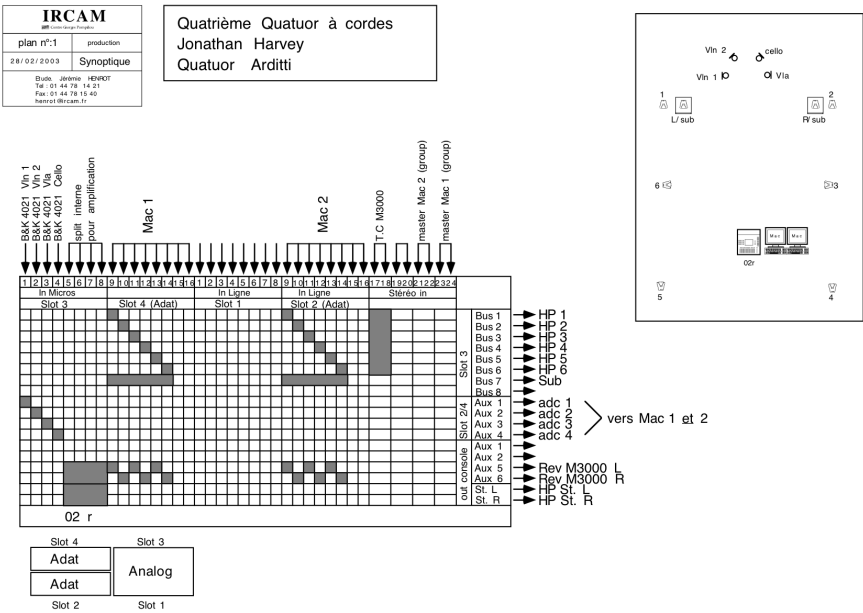 IRCAM
Centre Georges Pompidou
plan n°:1 production
28/02/2003 Synoptique
Etude. Jérémie HENROT
Tel : 01 44 78 14 21
Fax : 01 44 78 15 40
henrot@ircam.fr
Quatrième Quatuor à cordes
Jonathan Harvey
Quatuor Arditti
Vln 2 cello
Vln 1 Vla
1 2
L/ sub R/ sub
6 3
Mac Mac
02r
5 4
B&K 4021 Vln 1
B&K 4021 Vln 2
B&K 4021 Vla
B&K 4021 Cello
split interne
pour amplification
Mac 1
Mac 2
T.C M3000
master Mac 2 (group)
master Mac 1 (group)
1 2 3 4 5 6 7 8 9 10 11 12 13 14 15 16 1 2 3 4 5 6 7 8 9 10 11 12 13 14 15 16 17 18 19 20 21 22 23 24
In Micros In Ligne In Ligne Stéréo in
Slot 3 Slot 4 (Adat) Slot 1 Slot 2 (Adat)
Slot 3
Bus 1 HP 1
Bus 2 HP 2
Bus 3 HP 3
Bus 4 HP 4
Bus 5 HP 5
Bus 6 HP 6
Bus 7 Sub
Bus 8
Slot 2/4
Aux 1 adc 1
Aux 2 adc 2
Aux 3 adc 3
Aux 4 adc 4
vers Mac 1 et 2
out console
Aux 1
Aux 2
Aux 5 Rev M3000 L
Aux 6 Rev M3000 R
St. L HP St. L
St. R HP St. R
02 r
Slot 4 Slot 3
Adat
Analog
Adat
Slot 2 Slot 1